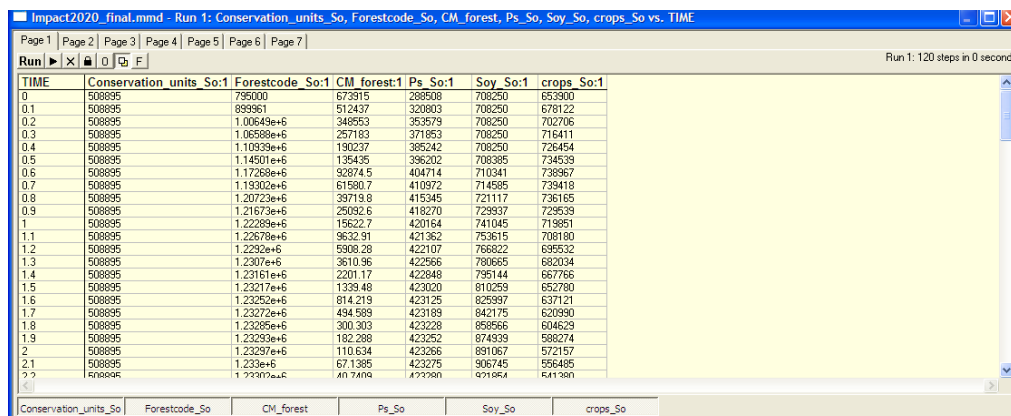 Impact2020_final.mmd - Run 1: Conservation_units_So, Forestcode_So, CM_forest, Ps_So, Soy_So, crops_So vs. TIME
Page 1 Page 2 Page 3 Page 4 Page 5 Page 6 Page 7
Run 0 F Run 1: 120 steps in 0 second
TIME Conservation_units_So:1 Forestcode_So:1 CM_forest:1 Ps_So:1 Soy_So:1 crops_So:1
0 508895 795000 673915 288508 708250 653900
0.1 508895 899961 512437 320803 708250 678122
0.2 508895 1.00649e+6 348553 353579 708250 702706
0.3 508895 1.06588e+6 257183 371853 708250 716411
0.4 508895 1.10939e+6 190237 385242 708250 726454
0.5 508895 1.14501e+6 135435 396202 708385 734539
0.6 508895 1.17268e+6 92874.5 404714 710341 738967
0.7 508895 1.19302e+6 61580.7 410972 714585 739418
0.8 508895 1.20723e+6 39719.8 415345 721117 736165
0.9 508895 1.21673e+6 25092.6 418270 729937 729539
1 508895 1.22289e+6 15622.7 420164 741045 719851
1.1 508895 1.22678e+6 9632.91 421362 753615 708180
1.2 508895 1.2292e+6 5908.28 422107 766822 695532
1.3 508895 1.2307e+6 3610.96 422566 780665 682034
1.4 508895 1.23161e+6 2201.17 422848 795144 667766
1.5 508895 1.23217e+6 1339.48 423020 810259 652780
1.6 508895 1.23252e+6 814.219 423125 825997 637121
1.7 508895 1.23272e+6 494.589 423189 842175 620990
1.8 508895 1.23285e+6 300.303 423228 858566 604629
1.9 508895 1.23293e+6 182.288 423252 874939 588274
2 508895 1.23297e+6 110.634 423266 891067 572157
2.1 508895 1.233e+6 67.1385 423275 906745 556485
2.2 508895 1.23302e+6 40.7409 423280 921854 541380
Conservation_units_So Forestcode_So CM_forest Ps_So Soy_So crops_So